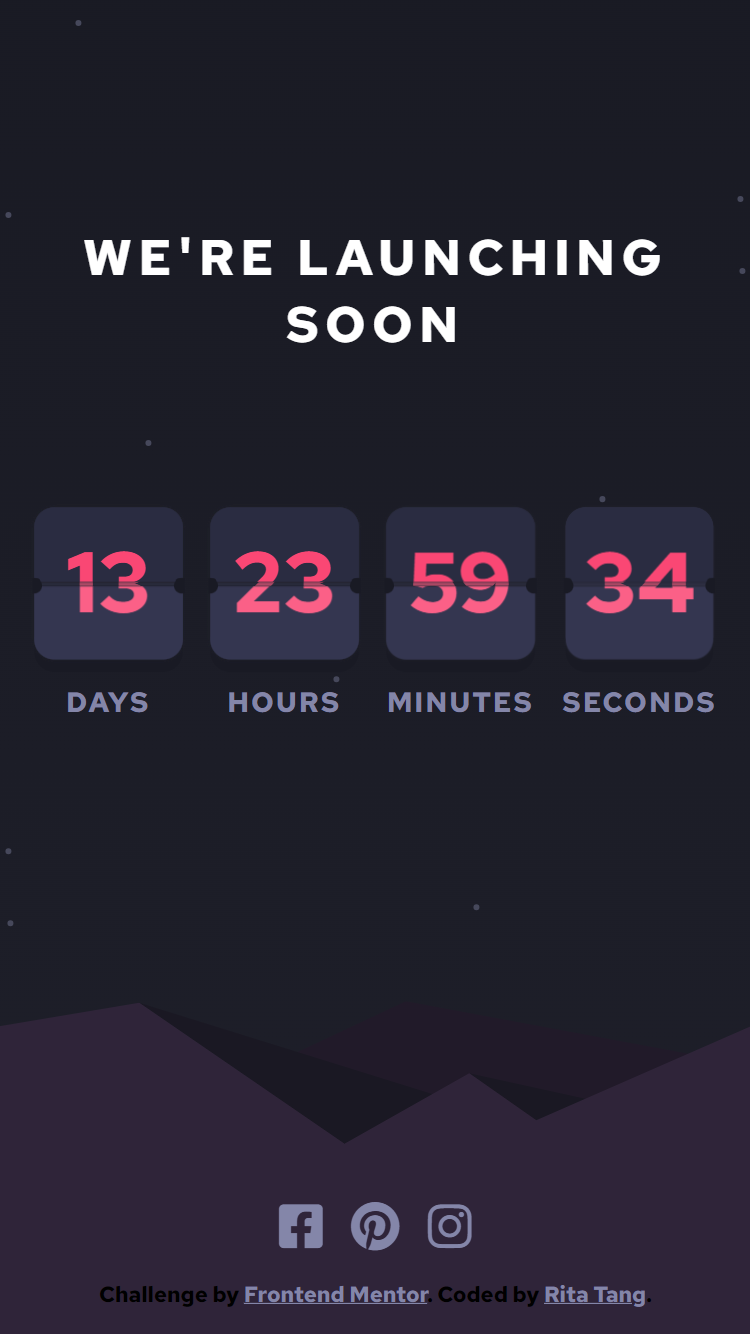 WE'RE LAUNCHING
SOON
13 23 59 34
DAYS HOURS MINUTES SECONDS
Challenge by Frontend Mentor. Coded by Rita Tang.